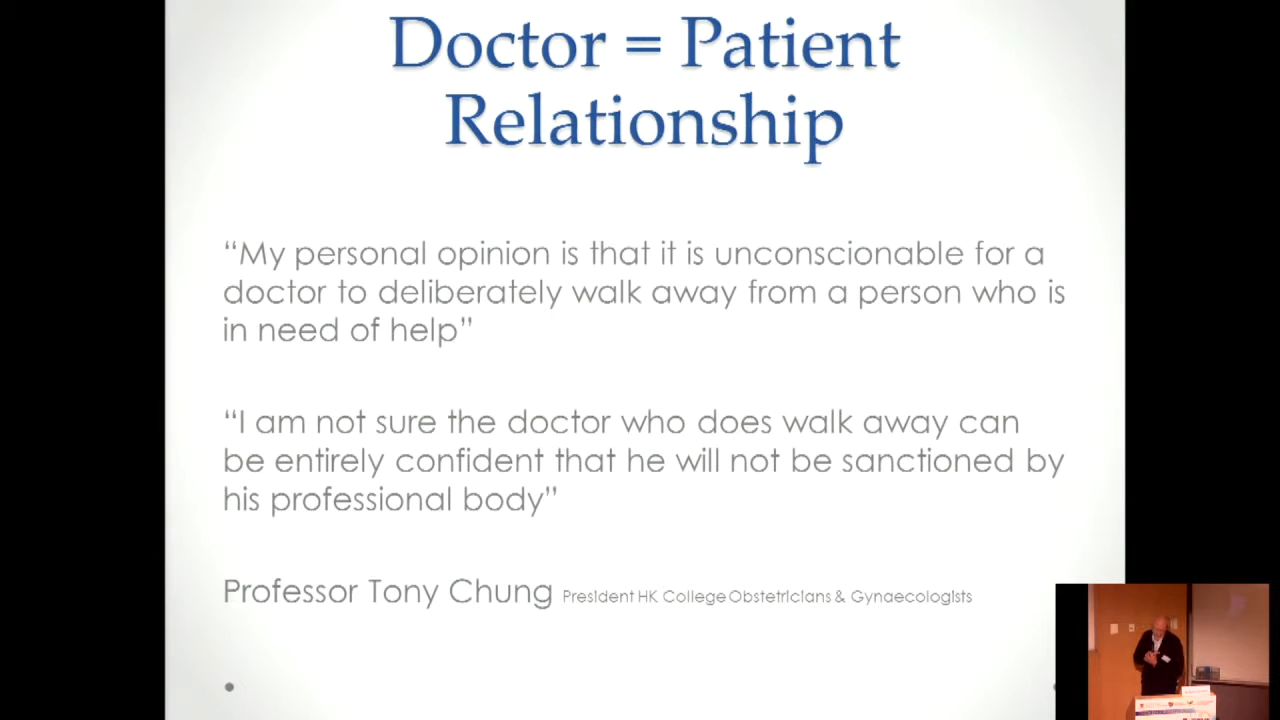 Doctor = Patient
Relationship
“My personal opinion is that it is unconscionable for a
doctor to deliberately walk away from a person who is
in need of help”
“I am not sure the doctor who does walk away can
be entirely confident that he will not be sanctioned by
his professional body”
Professor Tony Chung President HK College Obstetricians & Gynaecologists